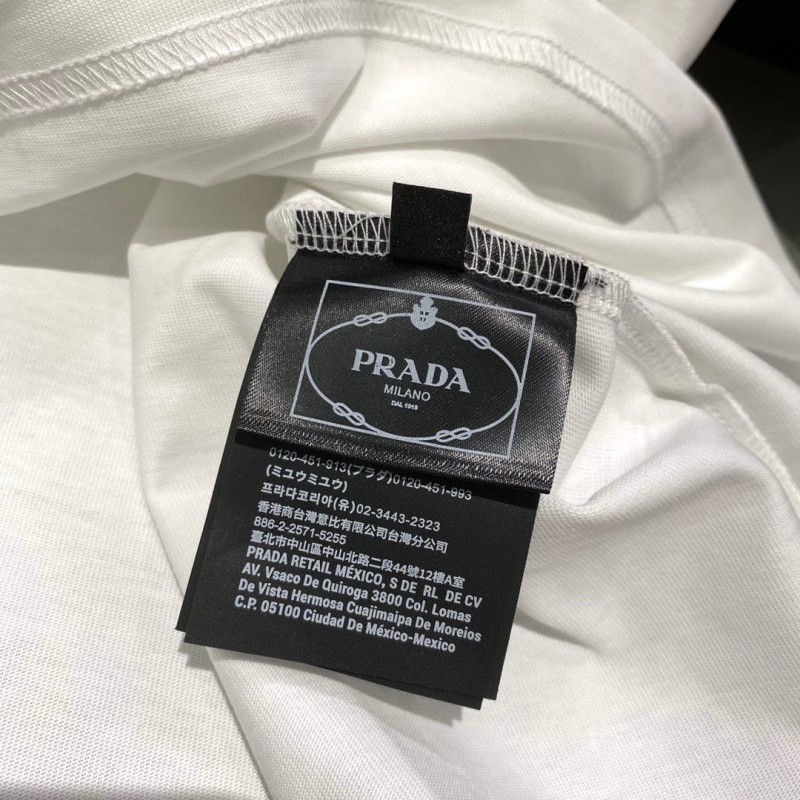 PRADA
MILANO
DAL 1913
0120-451-913(プラダ)0120-451-993
(ミユウミユウ)
프라다코리아(유)02-3443-2323
香港商台灣意比有限公司台灣分公司
886-2-2571-5255
臺北市中山區中山北路二段44號12樓A室
PRADA RETAIL MÉXICO, S DE RL DE CV
AV. Vsaco De Quiroga 3800 Col. Lomas
De Vista Hermosa Cuajimaipa De Moreios
C.P. 05100 Ciudad De México-Mexico